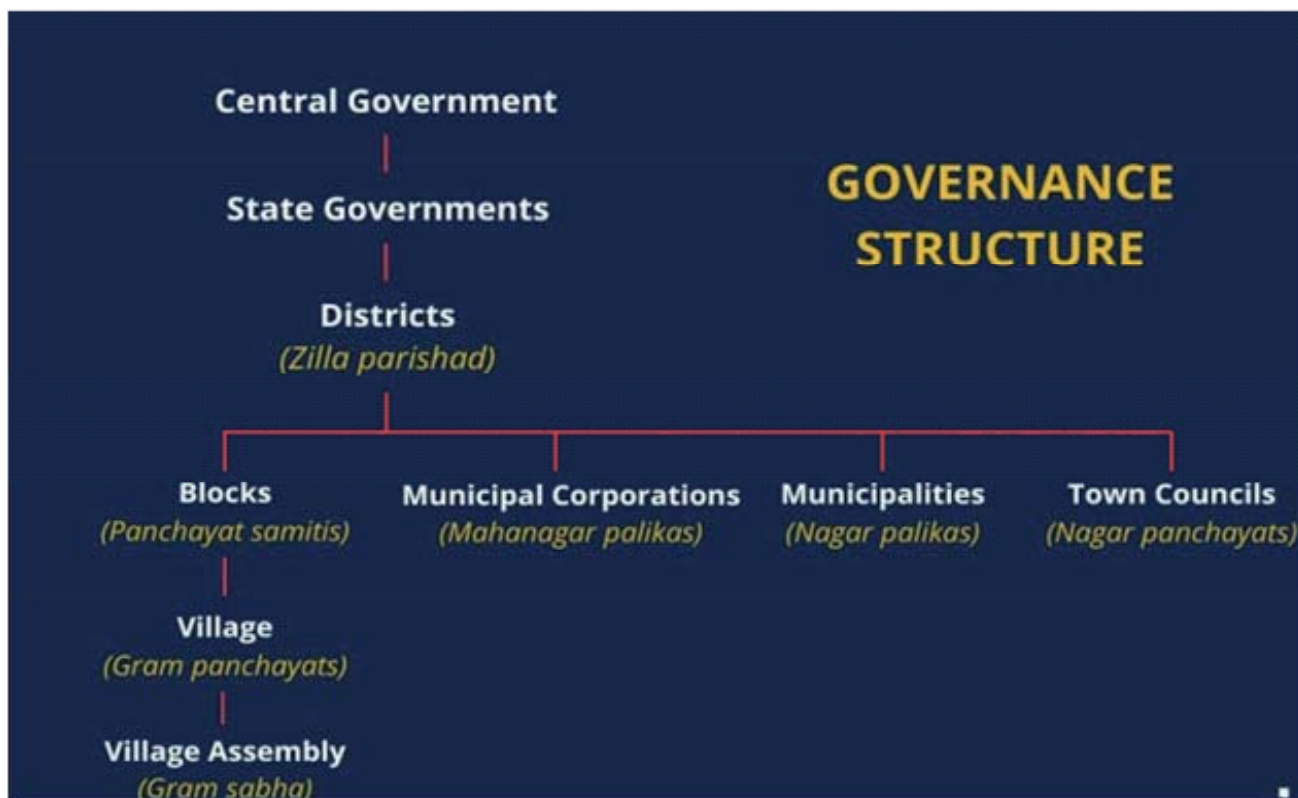 Central Government
GOVERNANCE
STRUCTURE
State Governments
Districts
(Zilla parishad)
Blocks
(Panchayat samitis)
Municipal Corporations
(Mahanagar palikas)
Municipalities
(Nagar palikas)
Town Councils
(Nagar panchayats)
Village
(Gram panchayats)
Village Assembly
(Gram sabha)